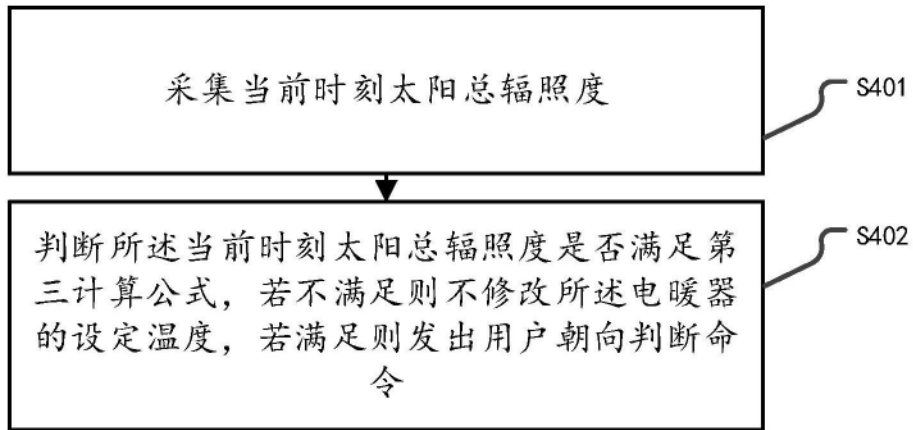 采集当前时刻太阳总辐照度
S401
判断所述当前时刻太阳总辐照度是否满足第
三计算公式，若不满足则不修改所述电暖器
的设定温度，若满足则发出用户朝向判断命
令
S402